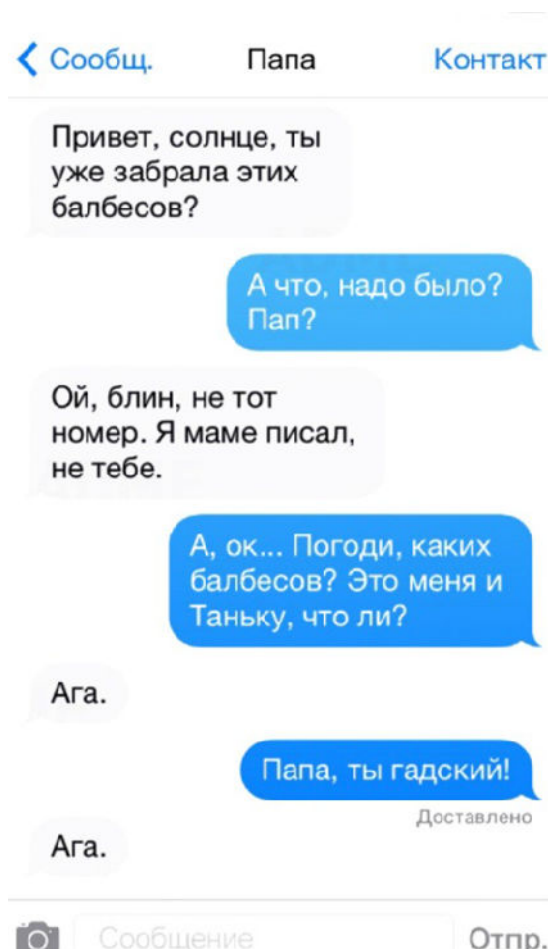 Сообщ. Папа Контакт
Привет, солнце, ты
уже забрала этих
балбесов?
А что, надо было?
Пап?
Ой, блин, не тот
номер. Я маме писал,
не тебе.
А, ок... Погоди, каких
балбесов? Это меня и
Таньку, что ли?
Ага.
Папа, ты гадский!
Доставлено
Ага.
Сообщение Отпр.